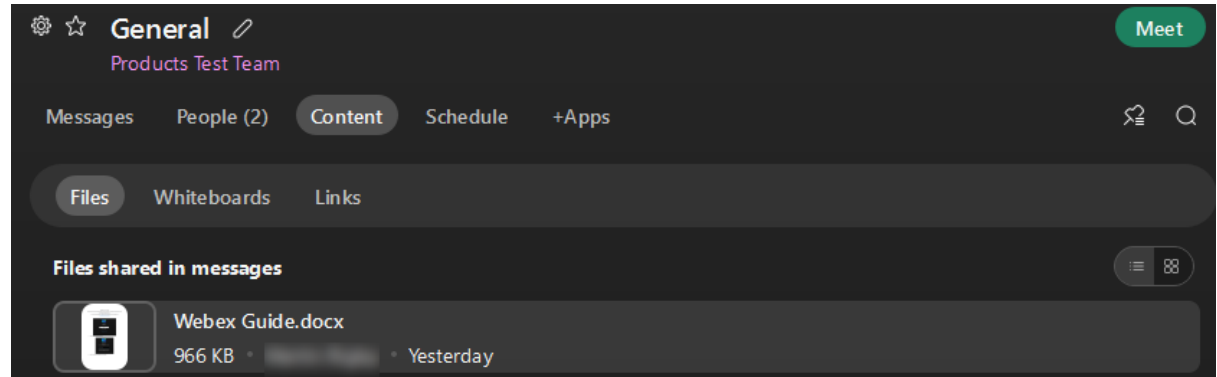 General
Meet
Products Test Team
Messages People (2) Content Schedule +Apps
Files Whiteboards Links
Files shared in messages
Webex Guide.docx
966 KB • • Yesterday